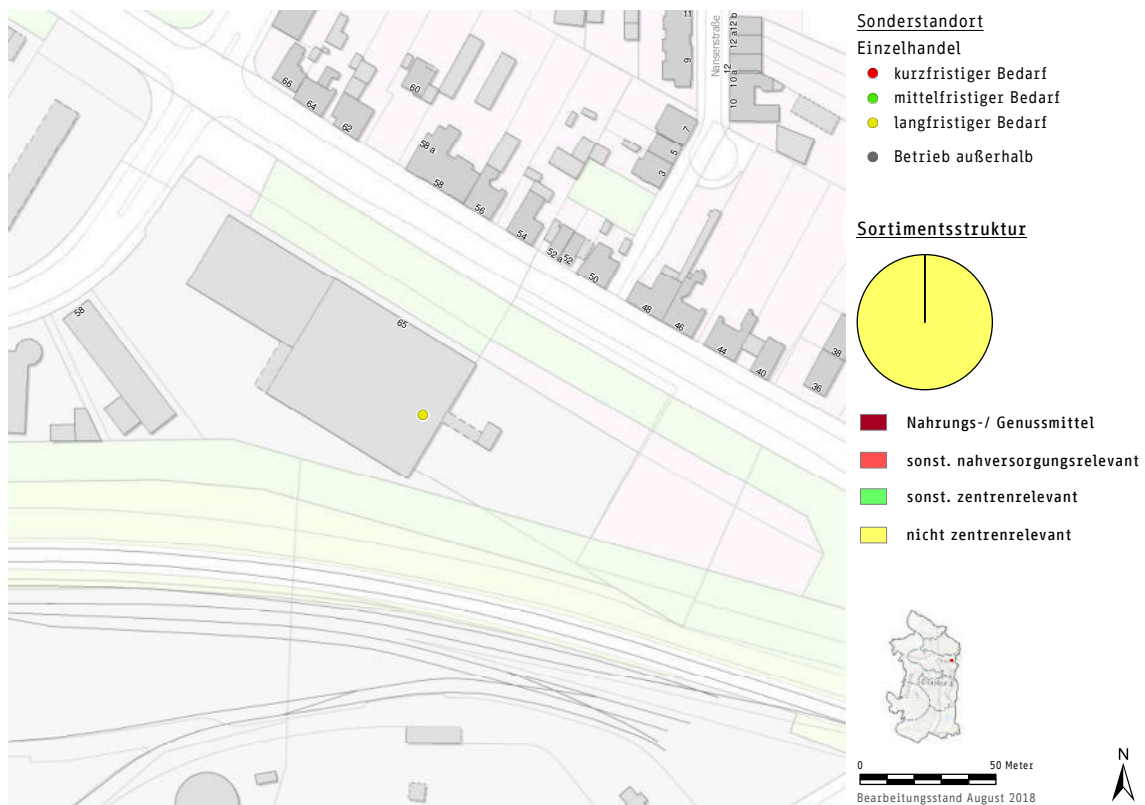 Sonderstandort
Einzelhandel
kurzfristiger Bedarf
mittelfristiger Bedarf
langfristiger Bedarf
Betrieb außerhalb
Sortimentsstruktur
Nahrungs-/ Genussmittel
sonst. nahversorgungsrelevant
sonst. zentrenrelevant
nicht zentrenrelevant
0 50 Meter
Bearbeitungsstand August 2018
N
Nansenstraße
11
9
12 b
12 a
12
10 a
10
7
5
3
66
64
62
60
58 a
58
56
54
52 a
52
50
48
46
44
40
38
36
65
58